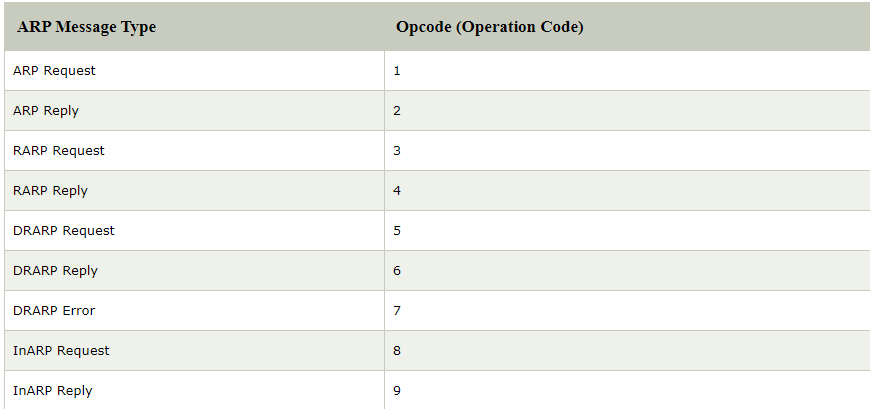 ARP Message Type Opcode (Operation Code)
ARP Request 1
ARP Reply 2
RARP Request 3
RARP Reply 4
DRARP Request 5
DRARP Reply 6
DRARP Error 7
InARP Request 8
InARP Reply 9